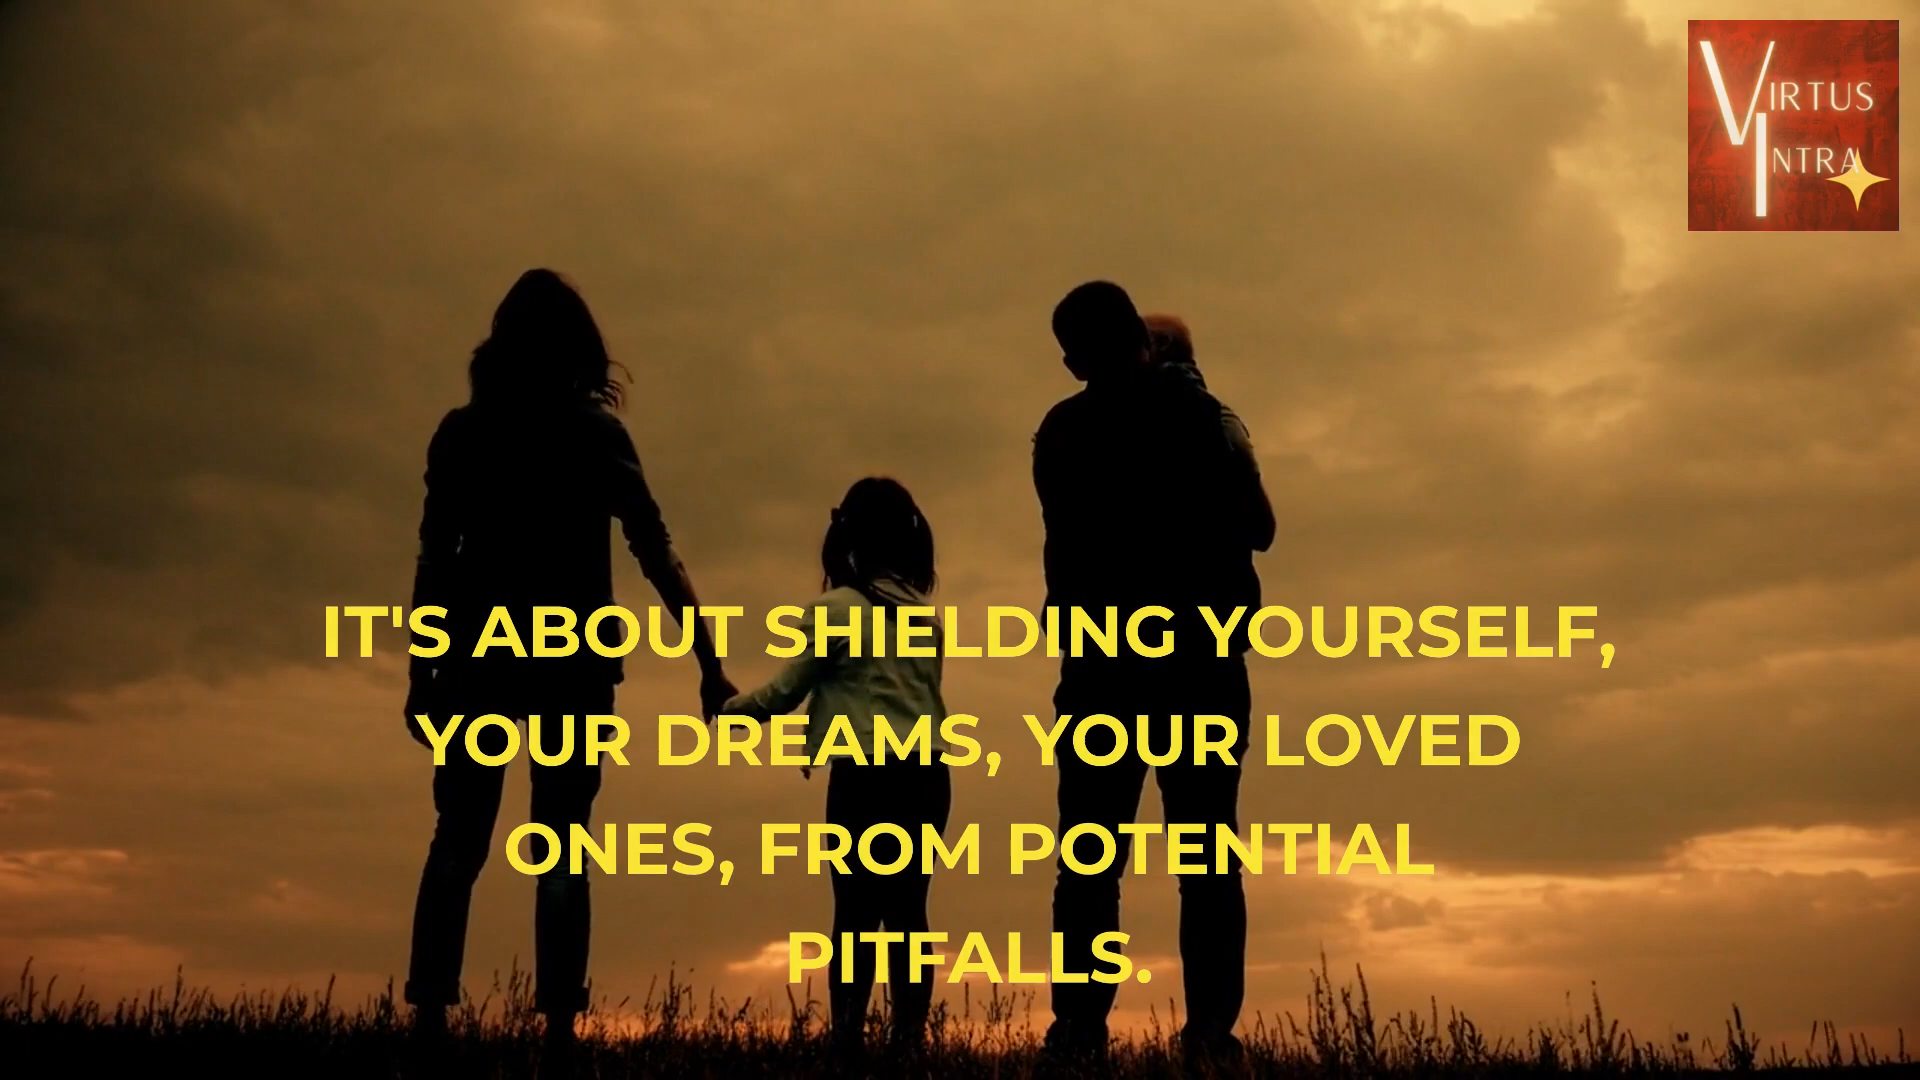 VIRTUS
INTRA
IT'S ABOUT SHIELDING YOURSELF,
YOUR DREAMS, YOUR LOVED
ONES, FROM POTENTIAL
PITFALLS.